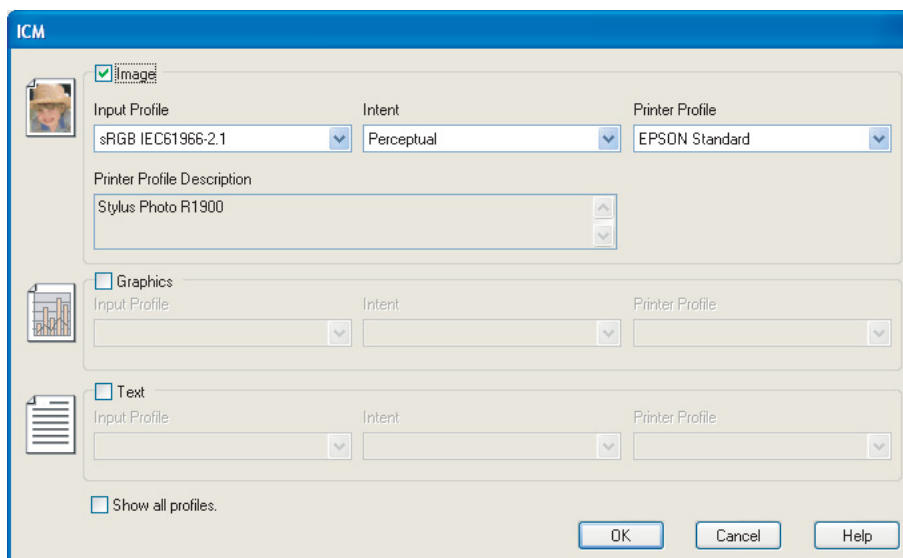 ICM
Image
Input Profile Intent Printer Profile
sRGB IEC61966-2.1 Perceptual EPSON Standard
Printer Profile Description
Stylus Photo R1900
Graphics
Input Profile Intent Printer Profile
Text
Input Profile Intent Printer Profile
Show all profiles.
OK Cancel Help